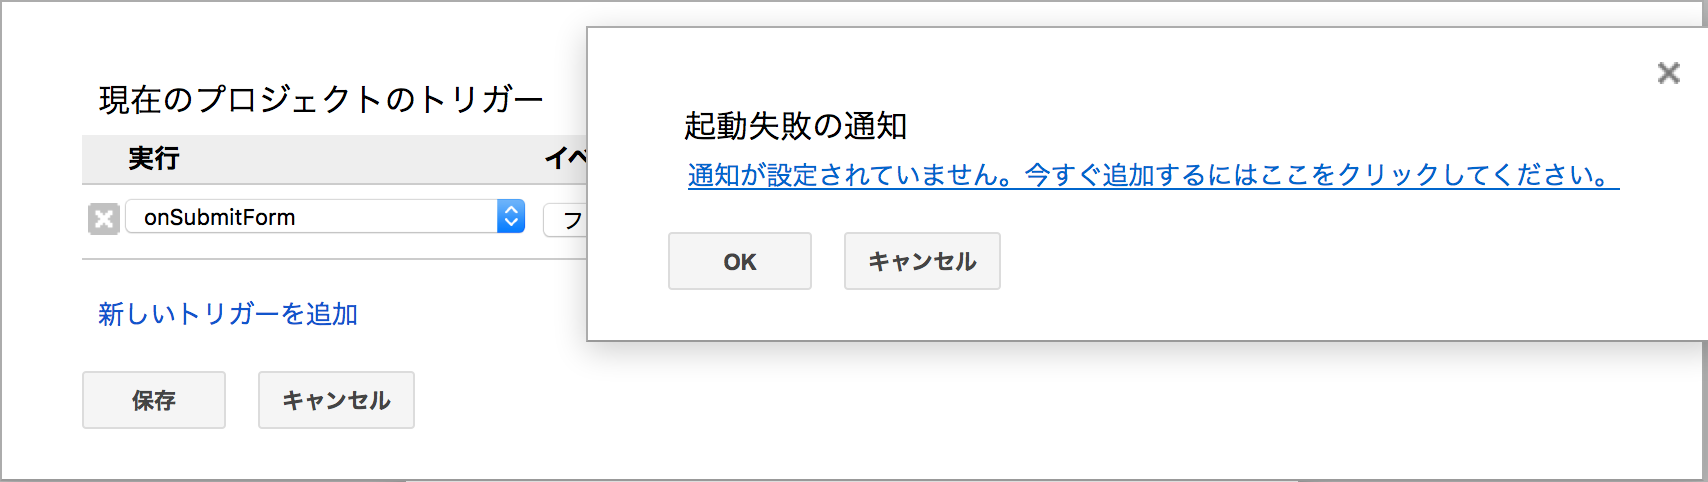 現在のプロジェクトのトリガー
実行 イベ
onSubmitForm フ
新しいトリガーを追加
保存 キャンセル
起動失敗の通知
通知が設定されていません。今すぐ追加するにはここをクリックしてください。
OK キャンセル